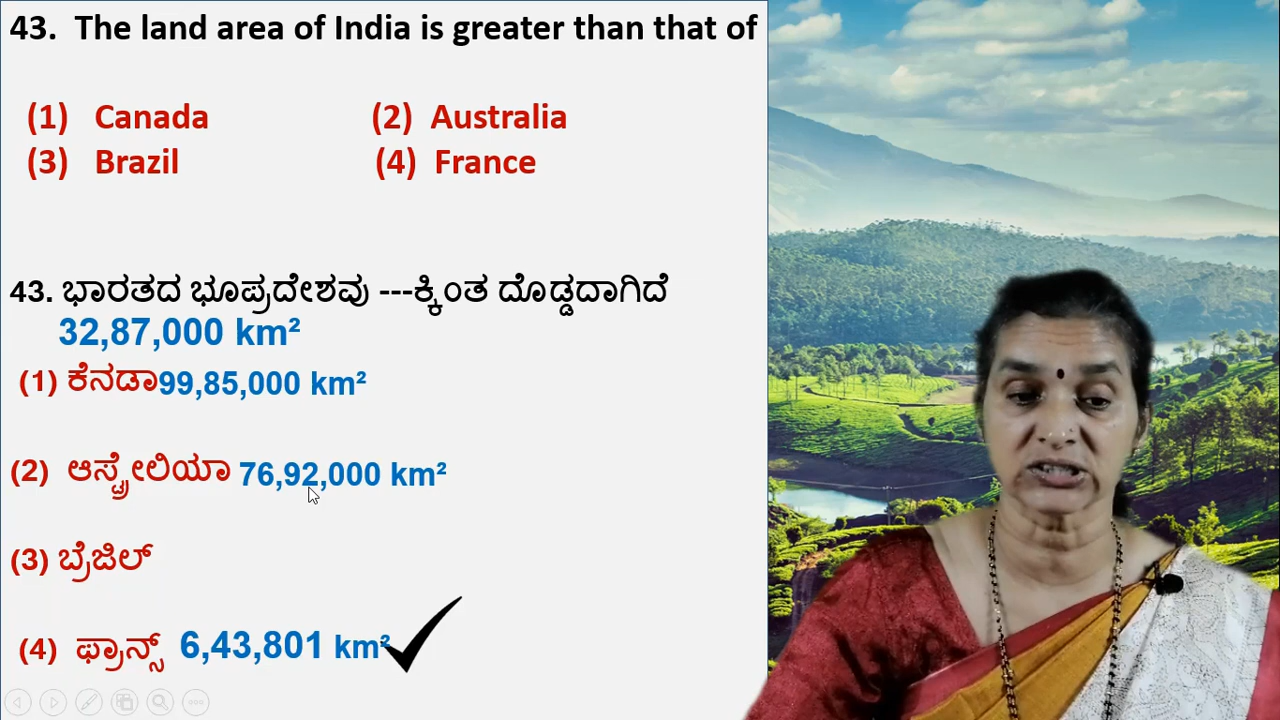 43. The land area of India is greater than that of
(1) Canada (2) Australia
(3) Brazil (4) France
43. ಭಾರತದ ಭೂಪ್ರದೇಶವು ---ಕ್ಕಿಂತ ದೊಡ್ಡದಾಗಿದೆ
32,87,000 km²
(1) ಕೆನಡಾ99,85,000 km²
(2) ಆಸ್ಟ್ರೇಲಿಯಾ 76,92,000 km²
(3) ಬ್ರೆಜಿಲ್
(4) ಫ್ರಾನ್ಸ್ 6,43,801 km²